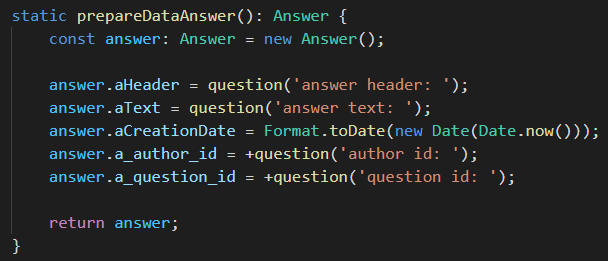 static prepareDataAnswer(): Answer {
    const answer: Answer = new Answer();

    answer.aHeader = question('answer header: ');
    answer.aText = question('answer text: ');
    answer.aCreationDate = Format.toDate(new Date(Date.now()));
    answer.a_author_id = +question('author id: ');
    answer.a_question_id = +question('question id: ');

    return answer;
}